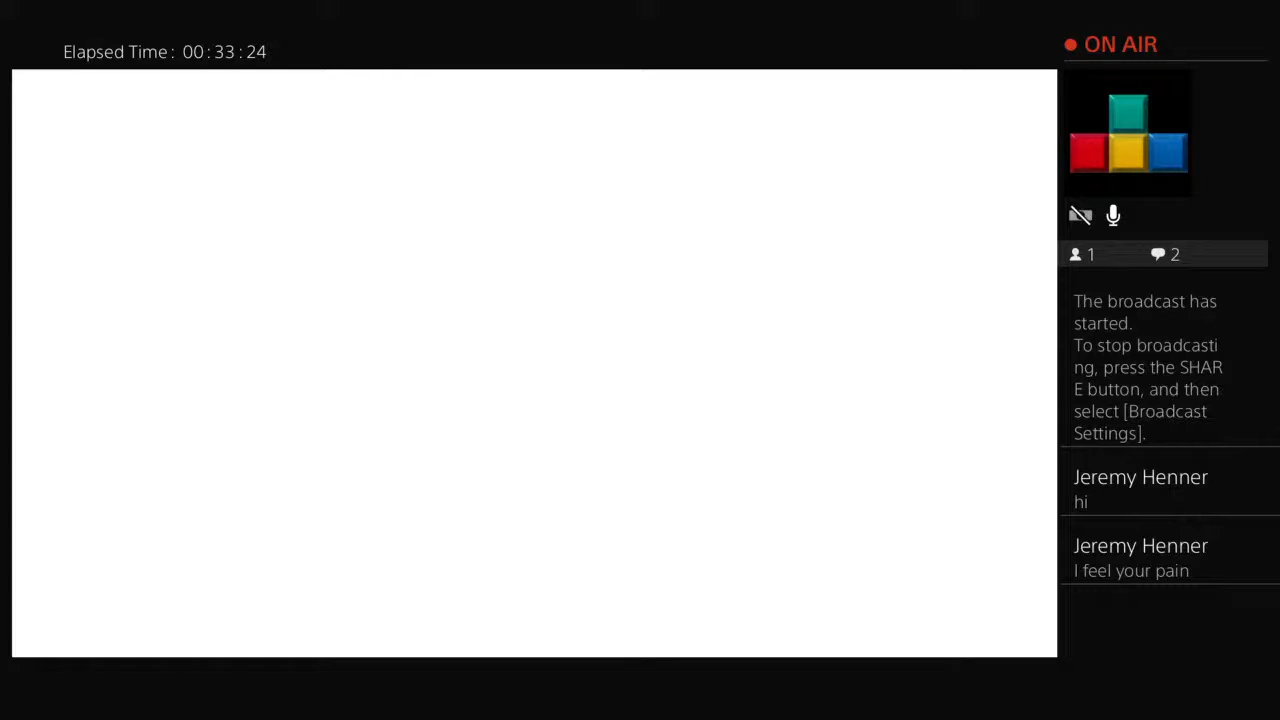 Elapsed Time: 00:33:24
ON AIR
1 2
The broadcast has
started.
To stop broadcasti
ng, press the SHAR
E button, and then
select [Broadcast
Settings].
Jeremy Henner
hi
Jeremy Henner
I feel your pain